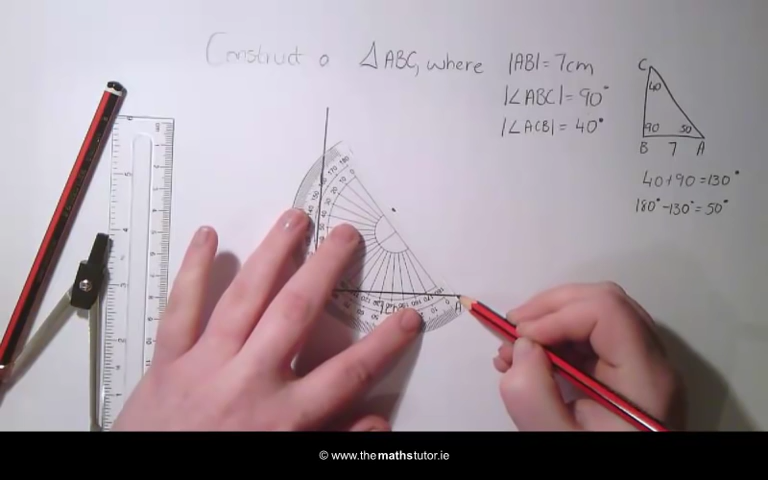 Construct a △ABC, where |AB| = 7cm
|∠ABC| = 90°
|∠ACB| = 40°
C
40
90 50
B 7 A
40+90=130°
180°-130°=50°
A
© www.themathstutor.ie